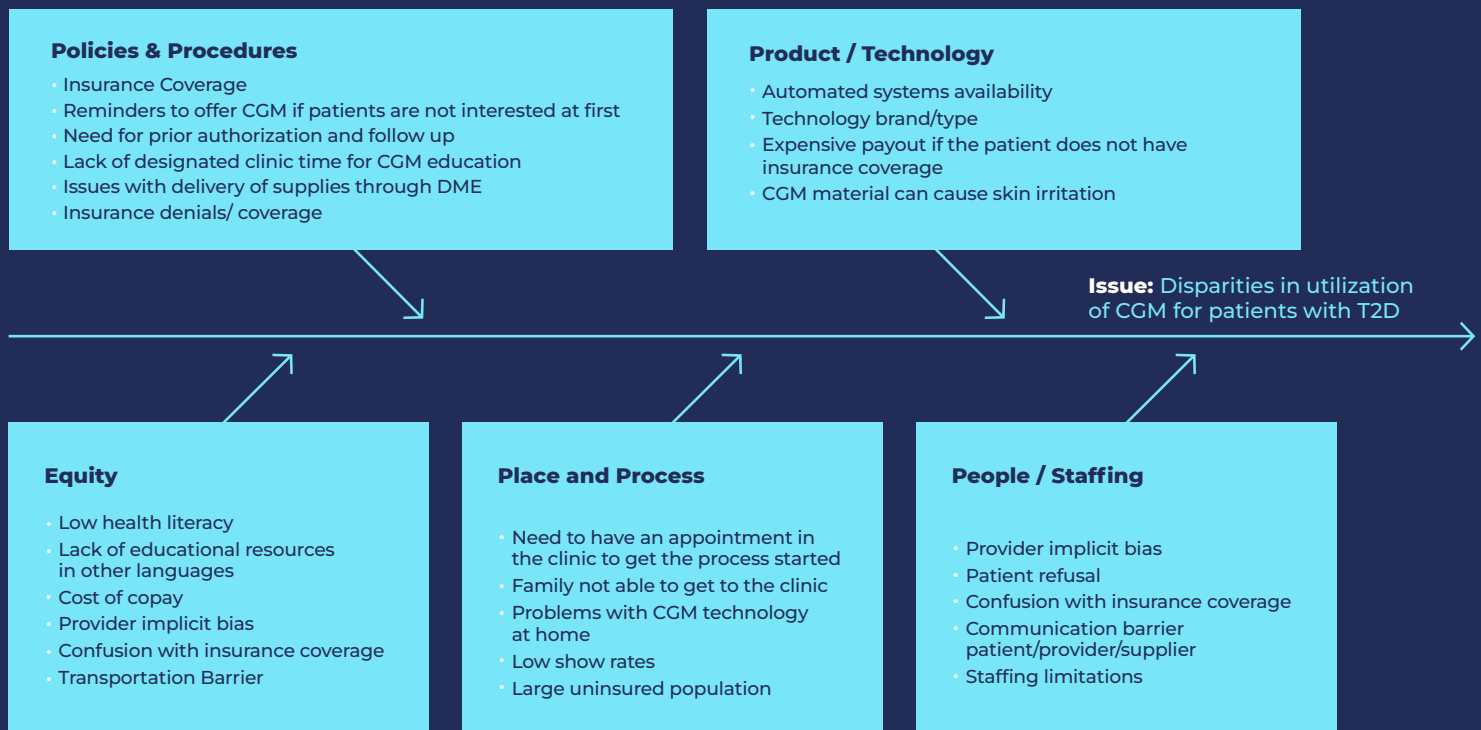 Policies & Procedures
• Insurance Coverage
• Reminders to offer CGM if patients are not interested at first
• Need for prior authorization and follow up
• Lack of designated clinic time for CGM education
• Issues with delivery of supplies through DME
• Insurance denials/ coverage
Product / Technology
• Automated systems availability
• Technology brand/type
• Expensive payout if the patient does not have
insurance coverage
• CGM material can cause skin irritation
Issue: Disparities in utilization
of CGM for patients with T2D
Equity
• Low health literacy
• Lack of educational resources
in other languages
• Cost of copay
• Provider implicit bias
• Confusion with insurance coverage
• Transportation Barrier
Place and Process
• Need to have an appointment in
the clinic to get the process started
• Family not able to get to the clinic
• Problems with CGM technology
at home
• Low show rates
• Large uninsured population
People / Staffing
• Provider implicit bias
• Patient refusal
• Confusion with insurance coverage
• Communication barrier
patient/provider/supplier
• Staffing limitations